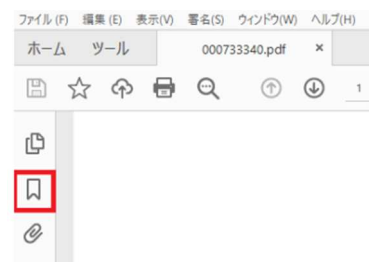 ファイル(F) 編集(E) 表示(V) 署名(S) ウィンドウ(W) ヘルプ(H)
ホーム ツール 000733340.pdf ×
1